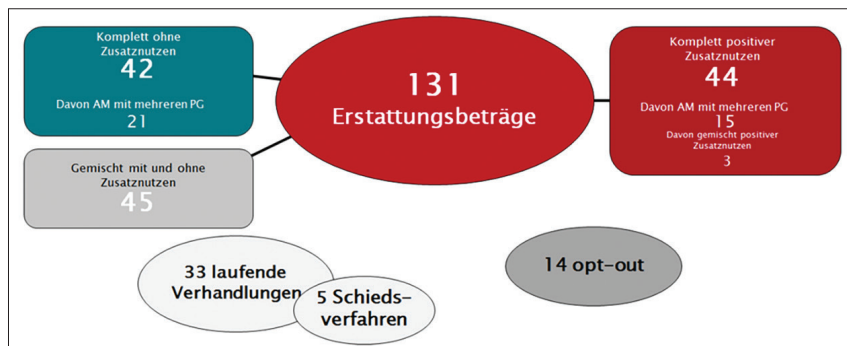 Komplett ohne
Zusatznutzen
42
Davon AM mit mehreren PG
21
131
Erstattungsbeträge
Komplett positiver
Zusatznutzen
44
Davon AM mit mehreren PG
15
Davon gemischt positiver
Zusatznutzen
3
Gemischt mit und ohne
Zusatznutzen
45
33 laufende
Verhandlungen
5 Schieds-
verfahren
14 opt-out